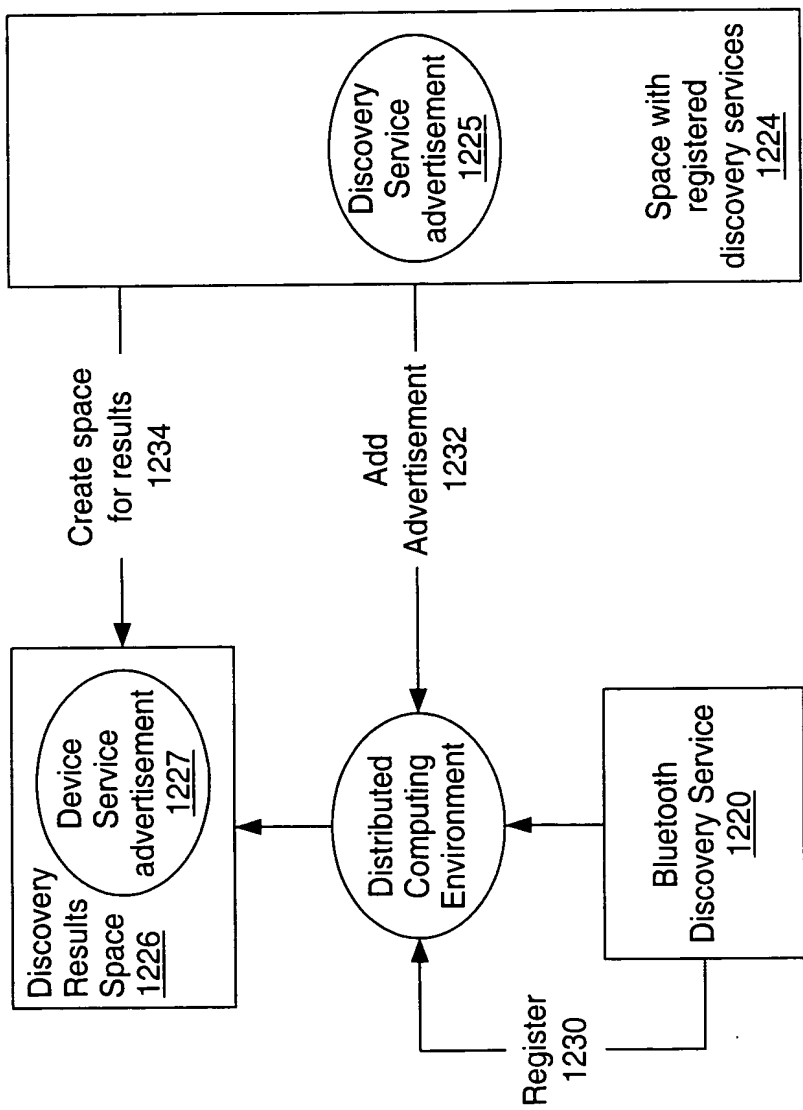 Discovery
Results
Space
1226
Device
Service
advertisement
1227
Create space
for results
1234
Distributed
Computing
Environment
Add
Advertisement
1232
Discovery
Service
advertisement
1225
Space with
registered
discovery services
1224
Register
1230
Bluetooth
Discovery Service
1220